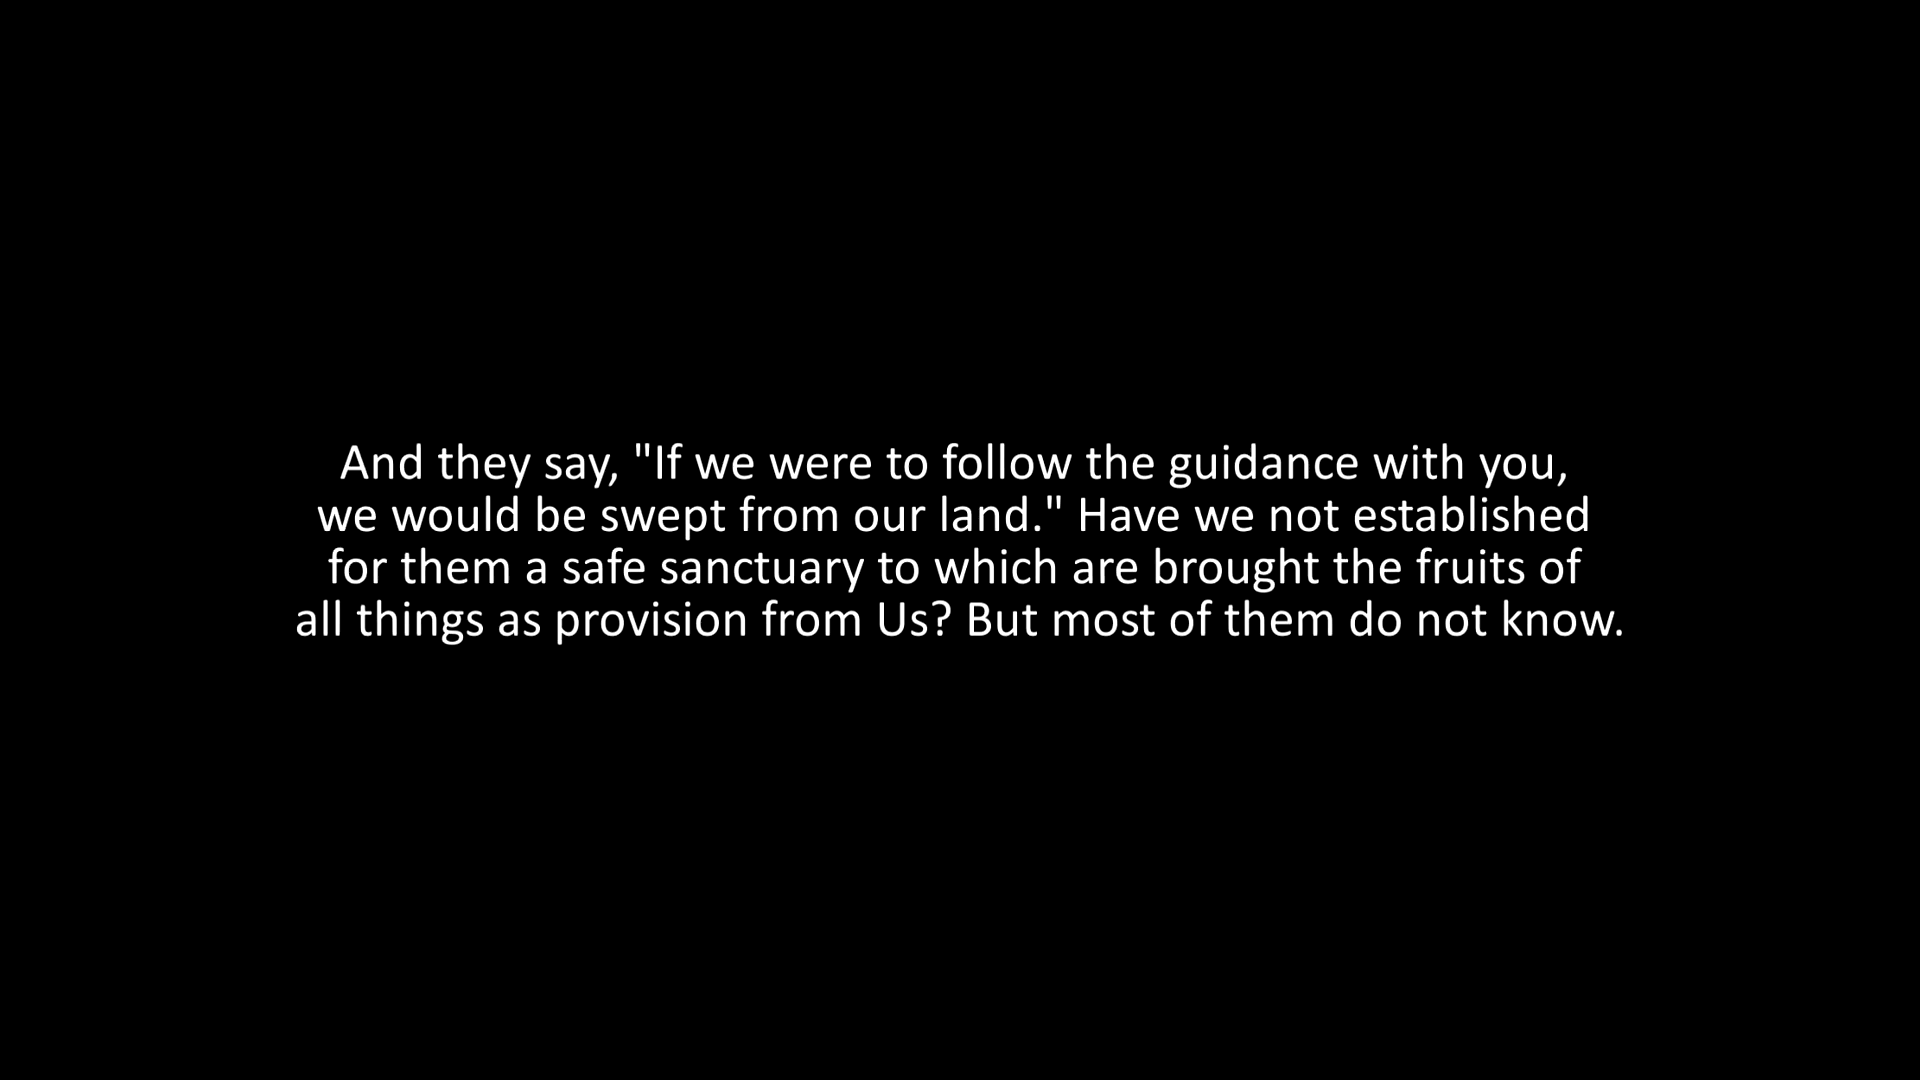 And they say, "If we were to follow the guidance with you,
we would be swept from our land." Have we not established
for them a safe sanctuary to which are brought the fruits of
all things as provision from Us? But most of them do not know.